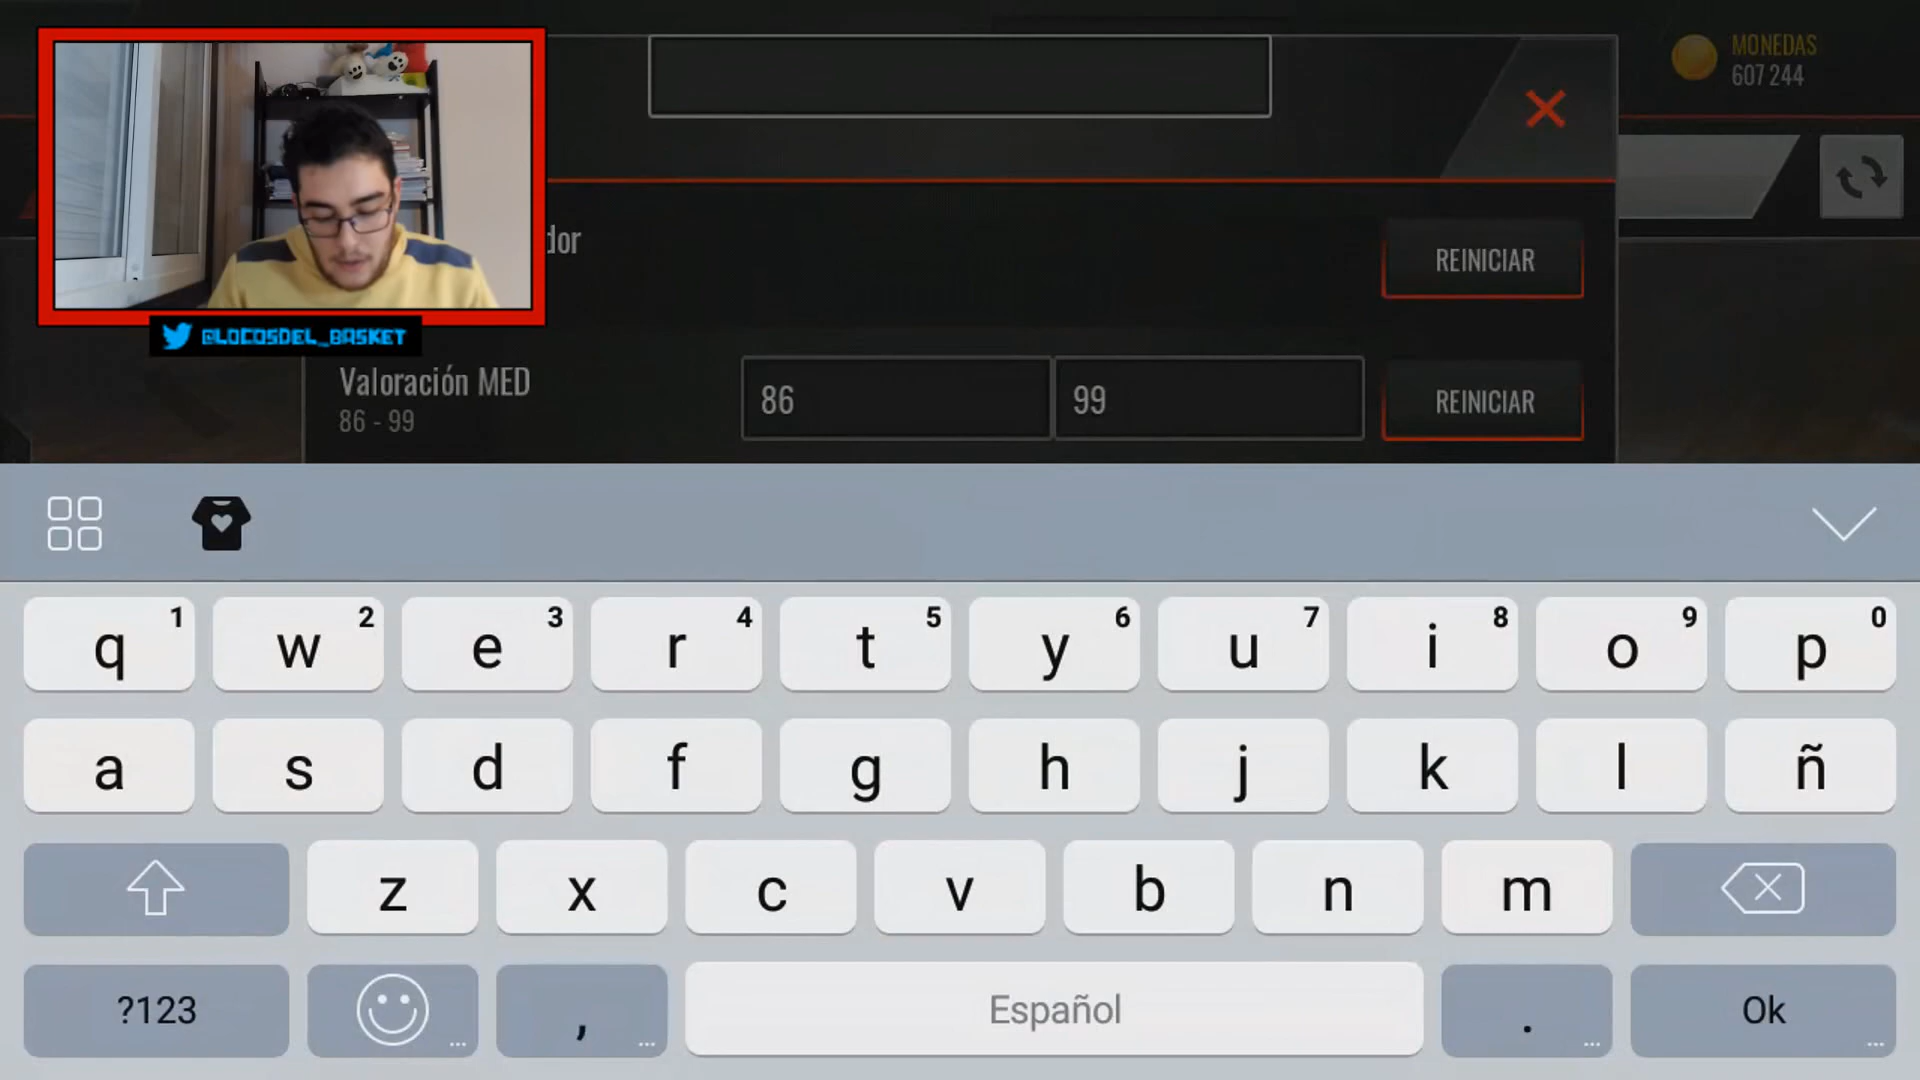 MONEDAS
607 244
dor
REINICIAR
@LOCOSDEL_BASKET
Valoración MED
86 - 99
86
99
REINICIAR
q 1 w 2 e 3 r 4 t 5 y 6 u 7 i 8 o 9 p 0
a s d f g h j k l ñ
z x c v b n m
?123 , ... Español . ... Ok ...